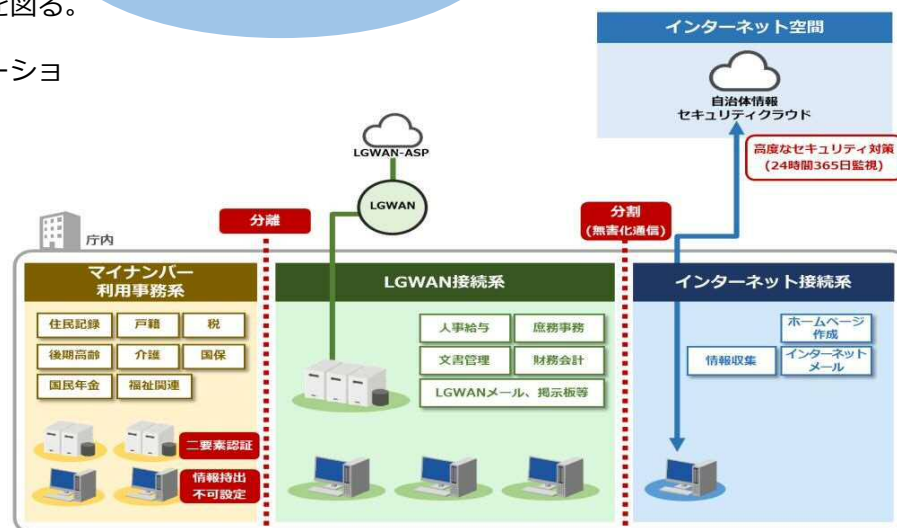 を図る。
ーショ
インターネット空間
自治体情報
セキュリティクラウド
高度なセキュリティ対策
(24時間365日監視)
LGWAN-ASP
LGWAN
分離
分割
(無害化通信)
庁内
マイナンバー
利用事務系
住民記録
戸籍
税
後期高齢
介護
国保
国民年金
福祉関連
二要素認証
情報持出
不可設定
LGWAN接続系
人事給与
庶務事務
文書管理
財務会計
LGWANメール、掲示板等
インターネット接続系
ホームページ
作成
情報収集
インターネット
メール